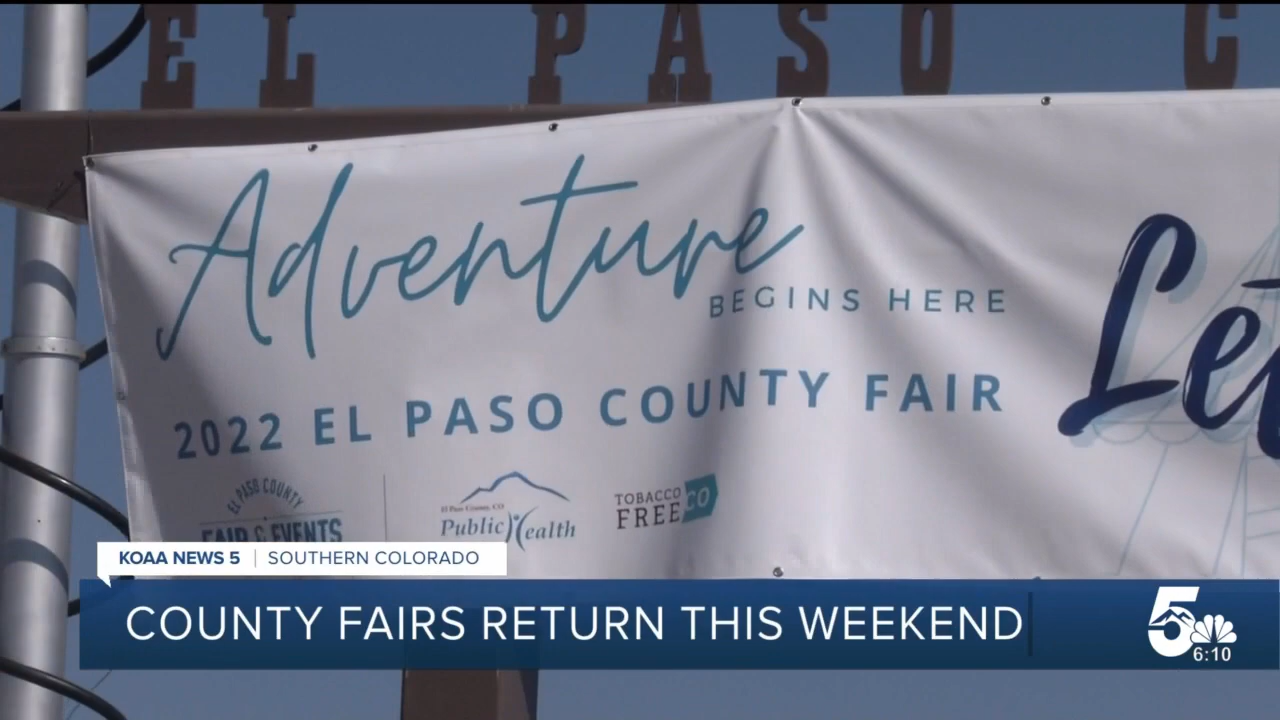 EL PASO C
Adventure
BEGINS HERE
2022 EL PASO COUNTY FAIR
EL PASO COUNTY
FAIR & EVENTS
El Paso County, CO
Public Health
TOBACCO
FREE CO
Let
KOAA NEWS 5 | SOUTHERN COLORADO
COUNTY FAIRS RETURN THIS WEEKEND
5
6:10